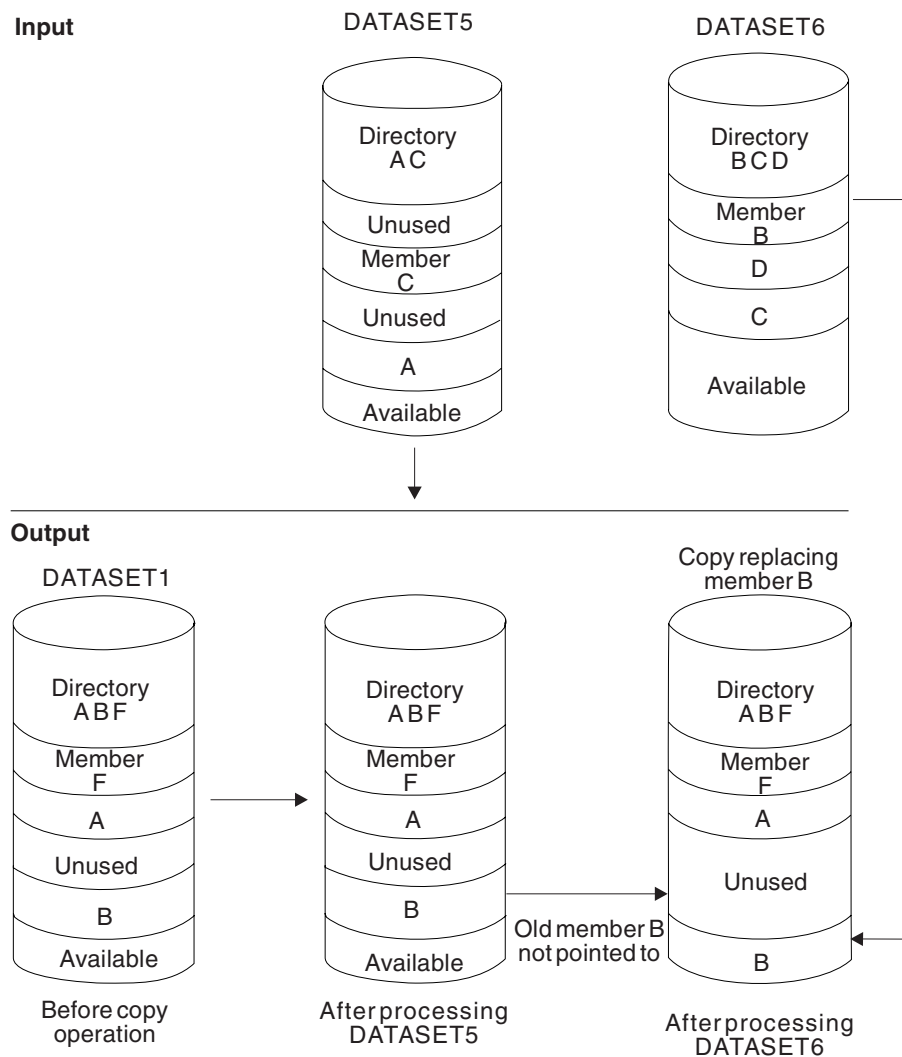 Input
DATASET5
DATASET6
Directory
A C
Unused
Member
C
Unused
A
Available
Directory
B C D
Member
B
D
C
Available
Output
DATASET1
Directory
A B F
Member
F
A
Unused
B
Available
Before copy
operation
Directory
A B F
Member
F
A
Unused
B
Available
After processing
DATASET5
Old member B
not pointed to
Copy replacing
member B
Directory
A B F
Member
F
A
Unused
B
After processing
DATASET6